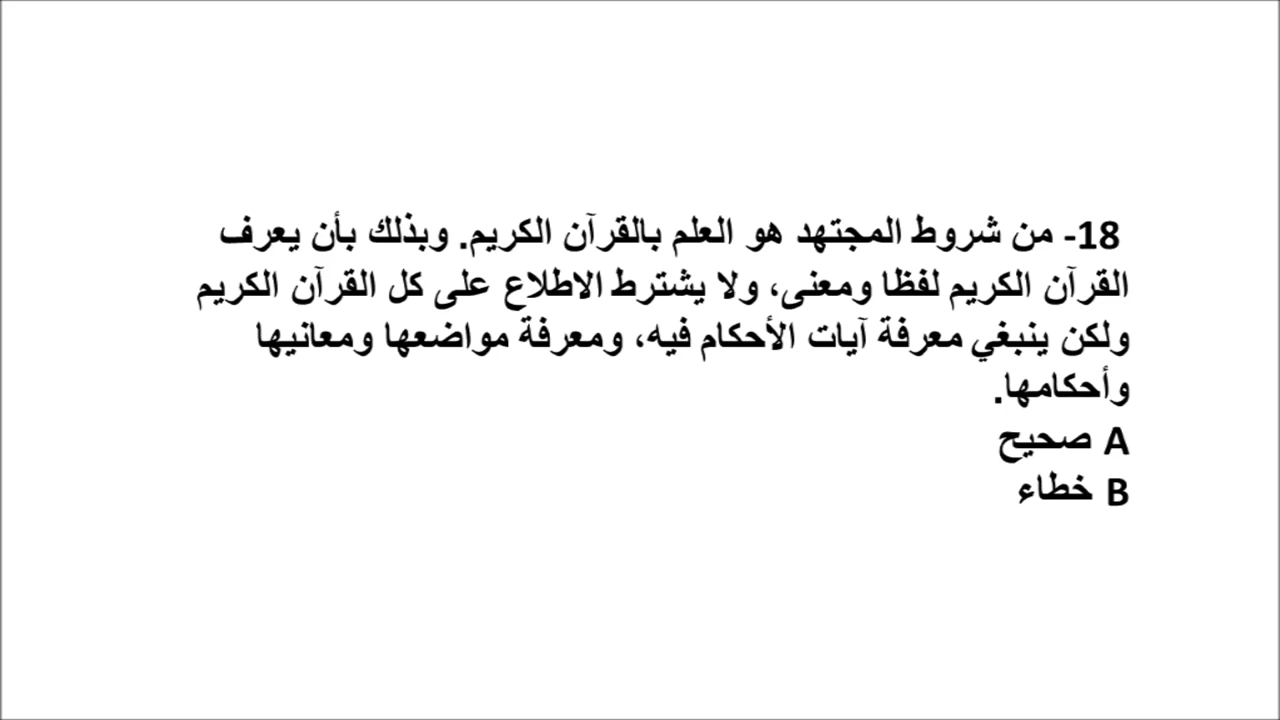 18- من شروط المجتهد هو العلم بالقرآن الكريم. وبذلك بأن يعرف
القرآن الكريم لفظا ومعنى، ولا يشترط الاطلاع على كل القرآن الكريم
ولكن ينبغي معرفة آيات الأحكام فيه، ومعرفة مواضعها ومعانيها
وأحكامها.
A صحيح
B خطاء